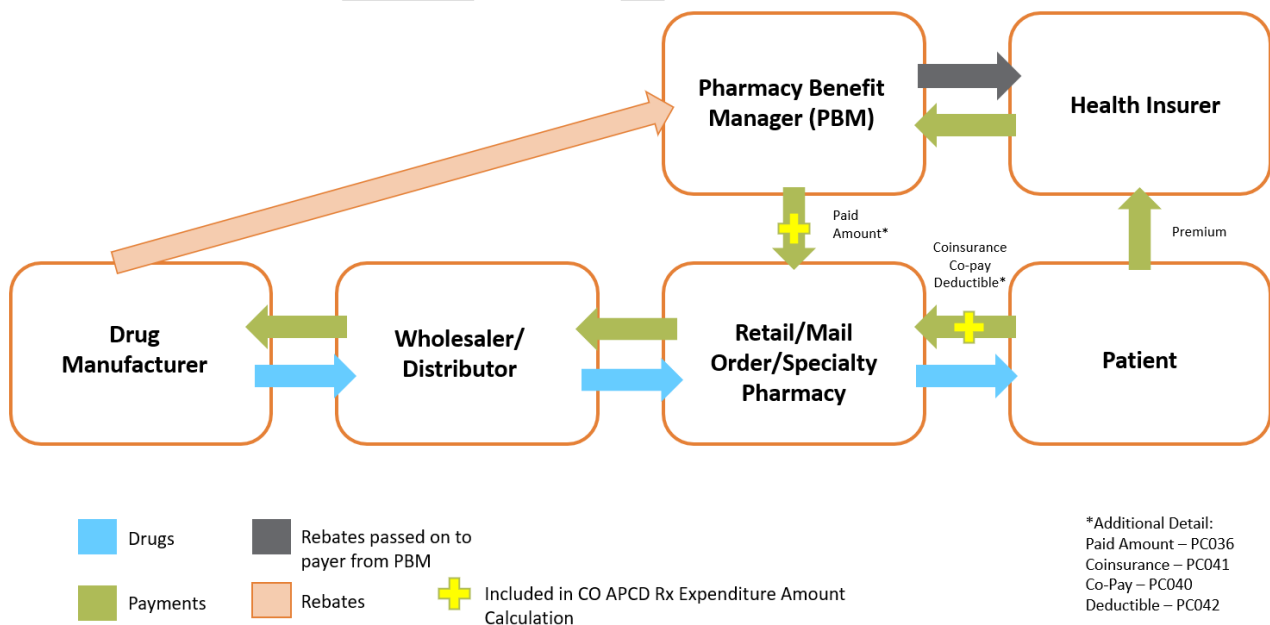 Pharmacy Benefit
Manager (PBM)
Health Insurer
Paid
Amount*
Coinsurance
Co-pay
Deductible*
Premium
Drug
Manufacturer
Wholesaler/
Distributor
Retail/Mail
Order/Specialty
Pharmacy
Patient
Drugs
Rebates passed on to
payer from PBM
Payments
Rebates
Included in CO APCD Rx Expenditure Amount
Calculation
*Additional Detail:
Paid Amount – PC036
Coinsurance – PC041
Co-Pay – PC040
Deductible – PC042